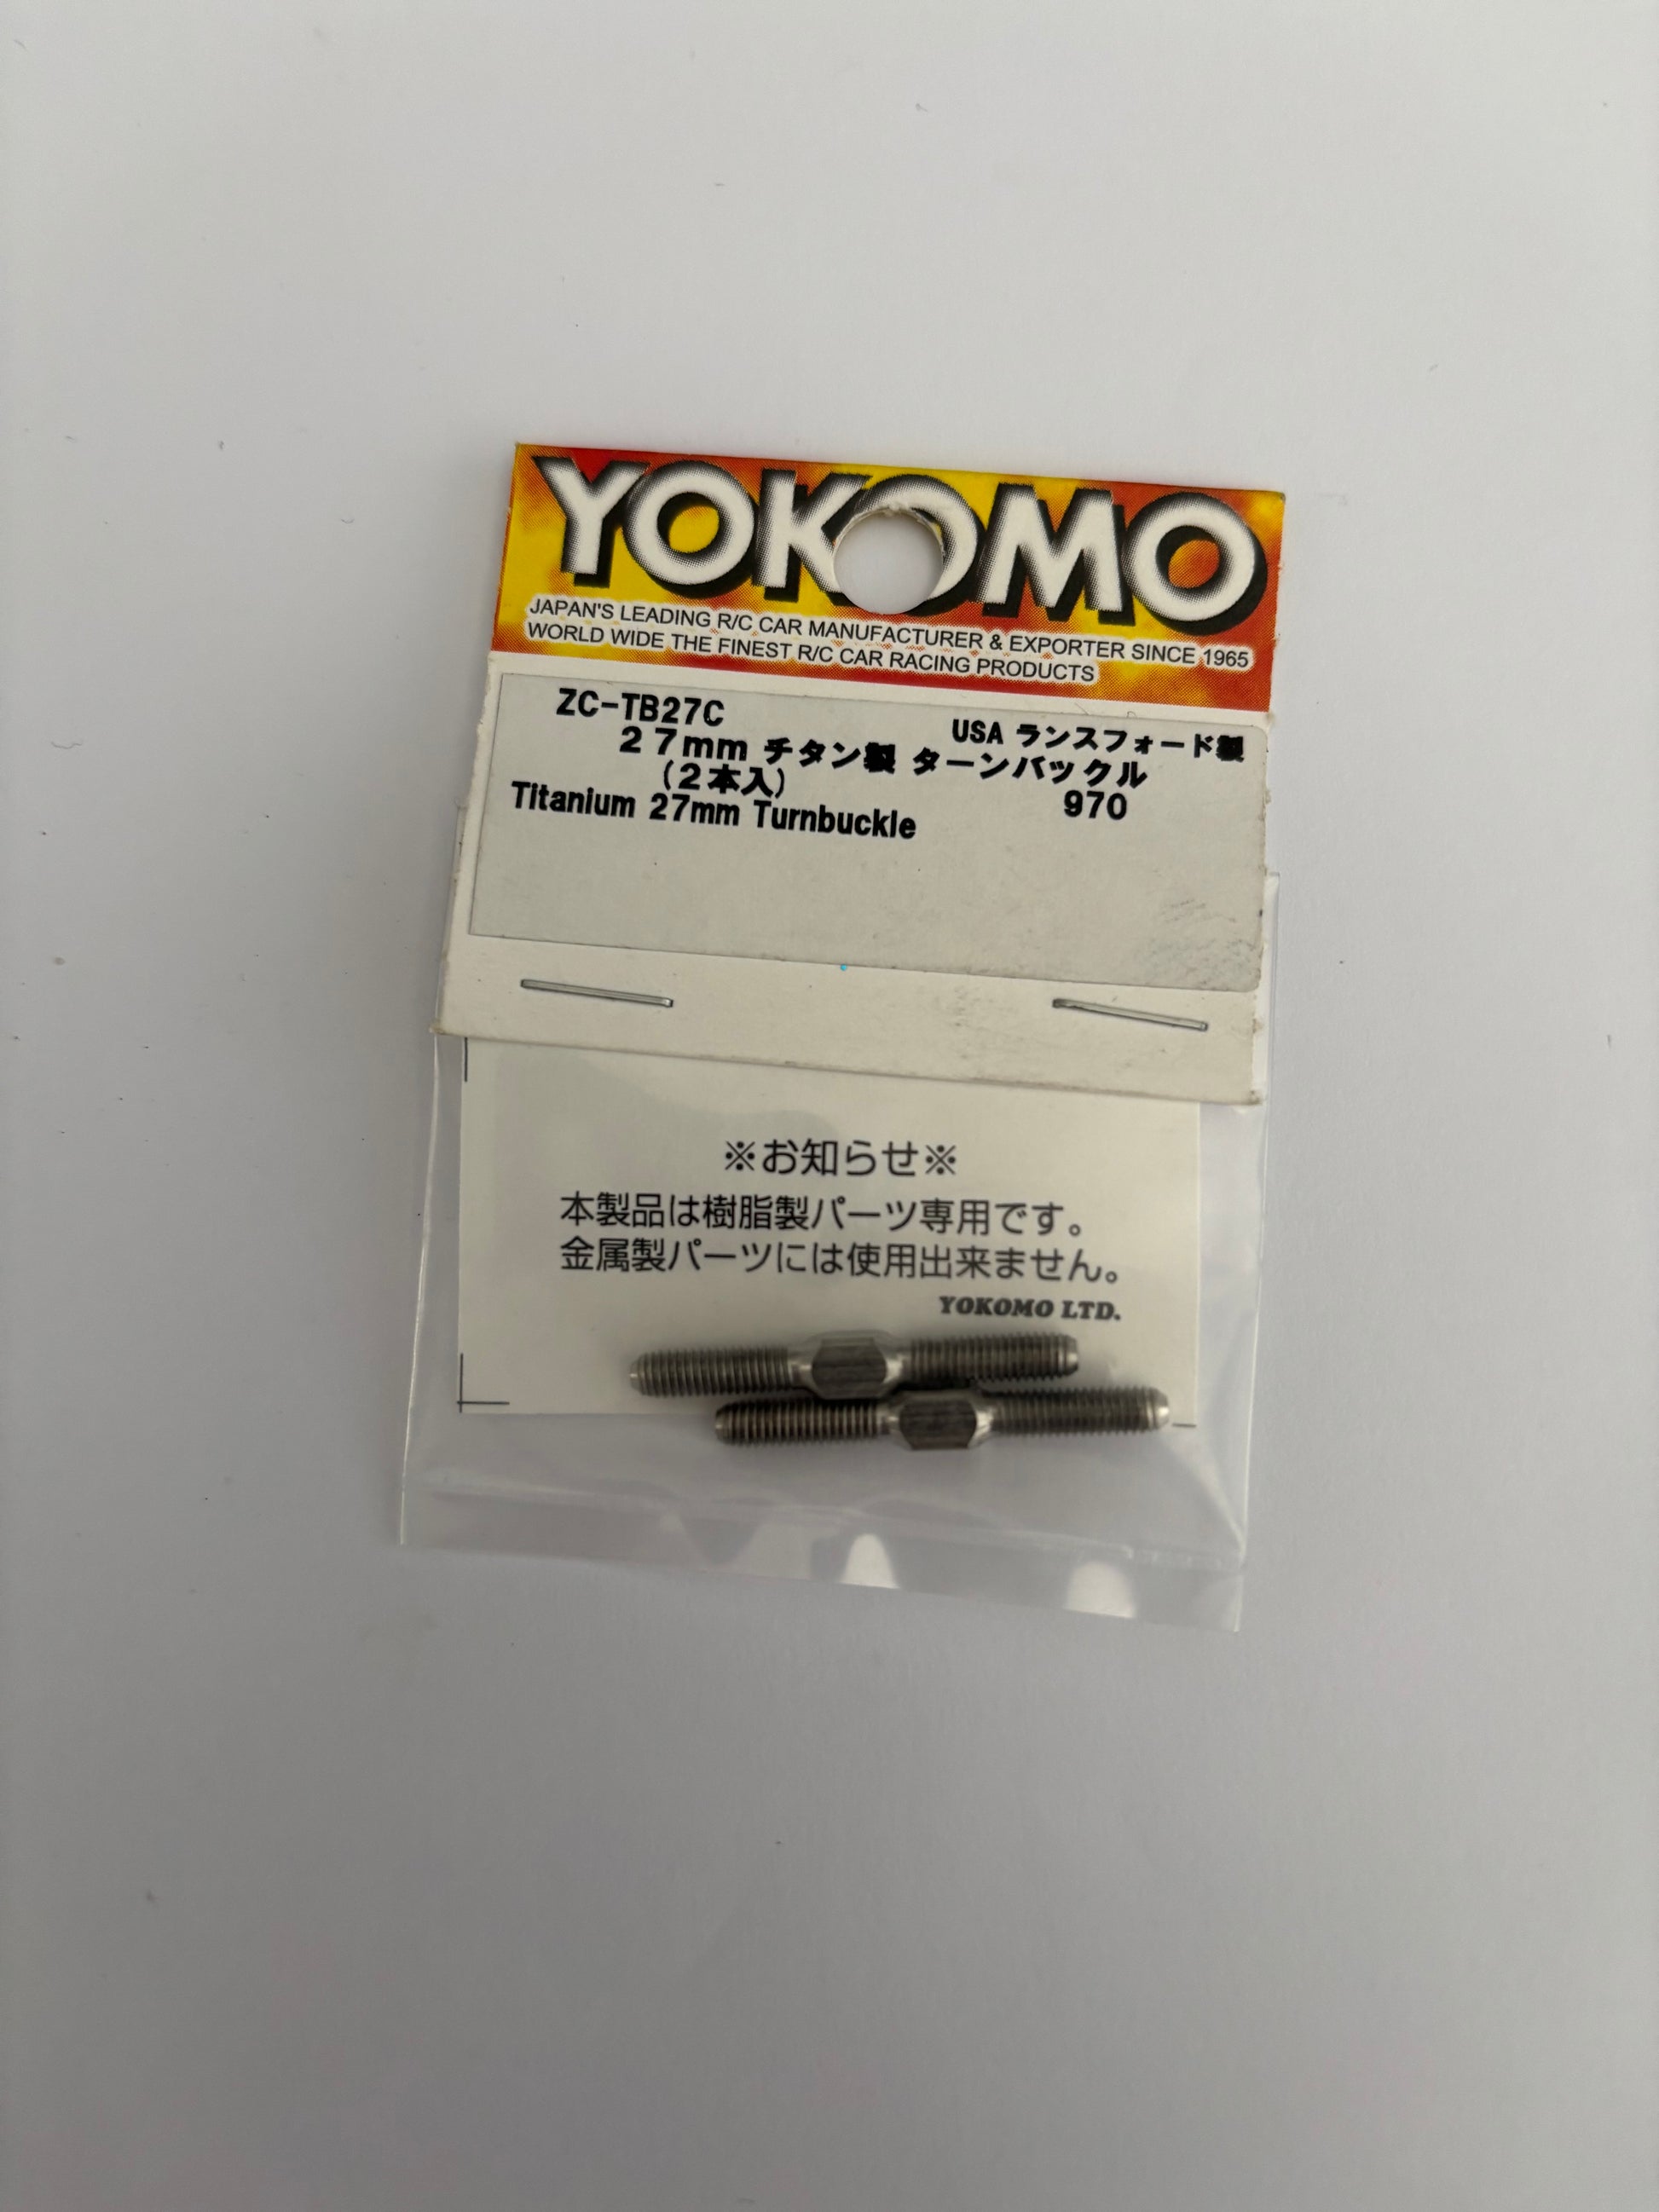 YOKOMO
JAPAN'S LEADING R/C CAR MANUFACTURER & EXPORTER SINCE 1965
WORLD WIDE THE FINEST R/C CAR RACING PRODUCTS
ZC-TB27C
USA ランスフォード製
27mm チタン製 ターンバックル
(2本入)
970
Titanium 27mm Turnbuckle
※お知らせ※
本製品は樹脂製パーツ専用です。
金属製パーツには使用出来ません。
YOKOMO LTD.